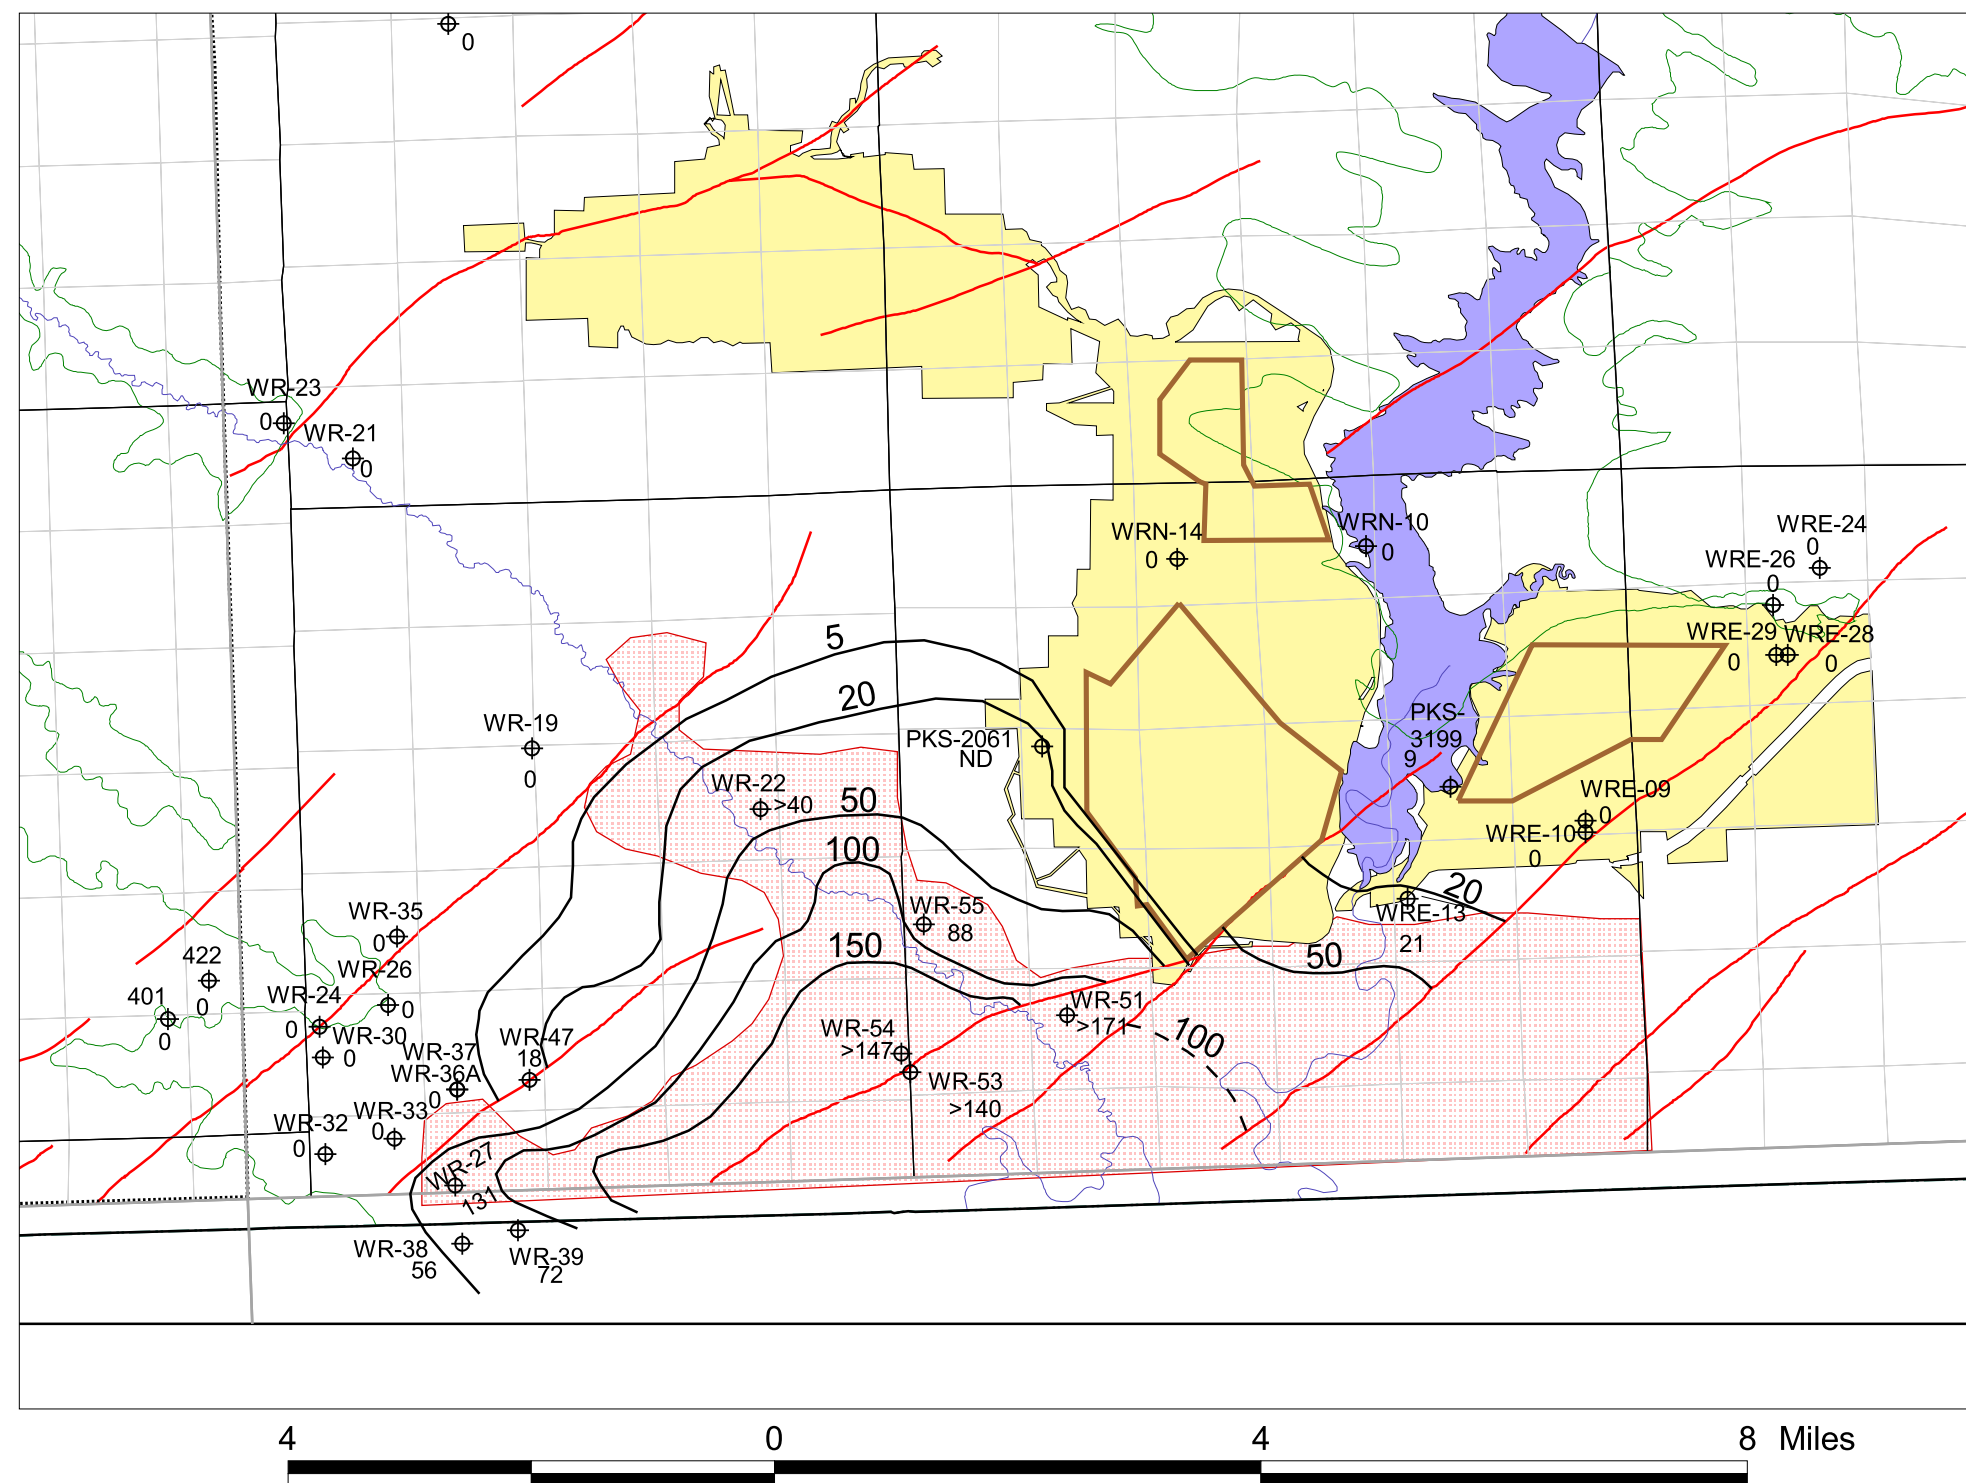 0
WR-23
0
WR-21
0
WRN-14
0
WRN-10
0
WRE-24
0
WRE-26
0
WRE-29
0
WRE-28
0
5
20
WR-19
0
PKS-2061
ND
PKS-
3199
9
WR-22
>40
50
WRE-09
0
WRE-10
0
100
20
WRE-13
21
WR-35
0
WR-55
88
150
50
422
0
WR-26
0
401
0
WR-24
0
WR-30
0
WR-51
>171
100
WR-47
18
WR-54
>147
WR-37
WR-36A
0
WR-53
>140
WR-33
0
WR-32
0
WR-27
131
WR-38
56
WR-39
72
4 0 4 8 Miles